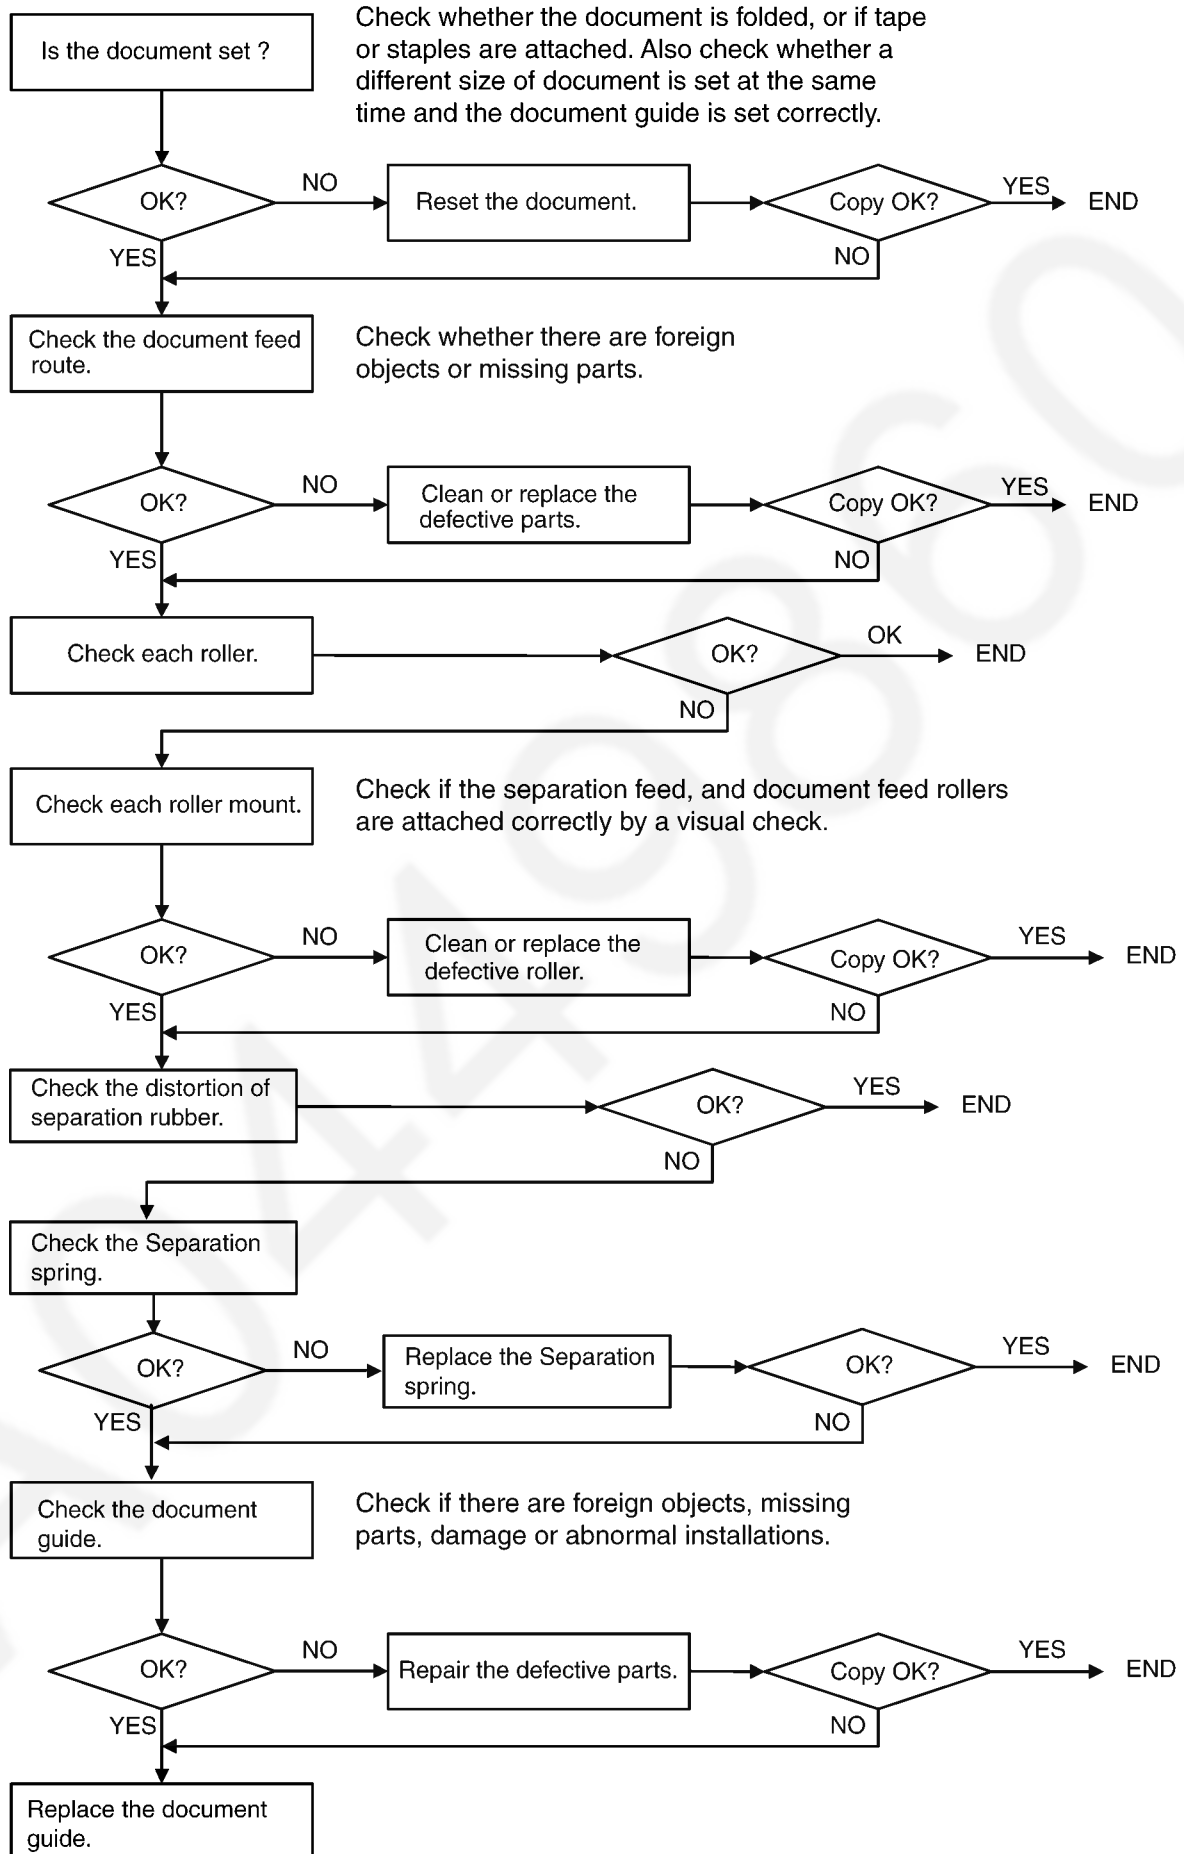 Is the document set ?
Check whether the document is folded, or if tape
or staples are attached. Also check whether a
different size of document is set at the same
time and the document guide is set correctly.
OK?
NO
Reset the document.
Copy OK?
YES
END
YES
NO
Check the document feed
route.
Check whether there are foreign
objects or missing parts.
OK?
NO
Clean or replace the
defective parts.
Copy OK?
YES
END
YES
NO
Check each roller.
OK?
OK
END
NO
Check each roller mount.
Check if the separation feed, and document feed rollers
are attached correctly by a visual check.
OK?
NO
Clean or replace the
defective roller.
Copy OK?
YES
END
YES
NO
Check the distortion of
separation rubber.
OK?
YES
END
NO
Check the Separation
spring.
OK?
NO
Replace the Separation
spring.
OK?
YES
END
YES
NO
Check the document
guide.
Check if there are foreign objects, missing
parts, damage or abnormal installations.
OK?
NO
Repair the defective parts.
Copy OK?
YES
END
YES
NO
Replace the document
guide.